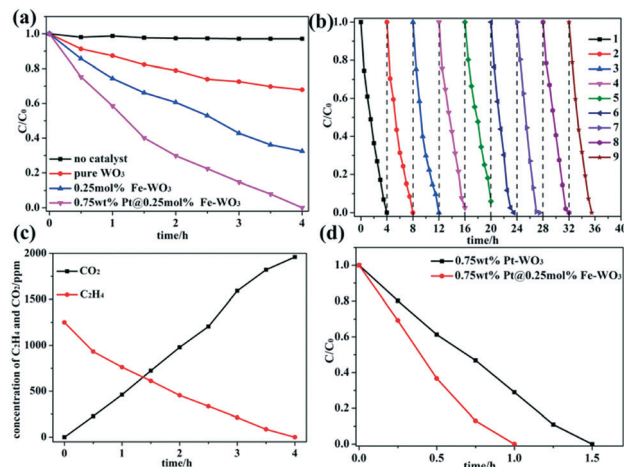 (a)
1.0
0.8
0.6
0.4
0.2
0.0
C/C₀
no catalyst
pure WO₃
0.25mol% Fe-WO₃
0.75wt% Pt@0.25mol% Fe-WO₃
0 1 2 3 4
time/h
(b)
1.0
0.8
0.6
0.4
0.2
0.0
C/C₀
1
2
3
4
5
6
7
8
9
0 4 8 12 16 20 24 28 32 36 40
time/h
(c)
2000
1500
1000
500
0
concentration of C₂H₄ and CO₂/ppm
CO₂
C₂H₄
0 1 2 3 4
time/h
(d)
1.0
0.8
0.6
0.4
0.2
0.0
C/C₀
0.75wt% Pt-WO₃
0.75wt% Pt@0.25mol% Fe-WO₃
0.0 0.5 1.0 1.5
time/h